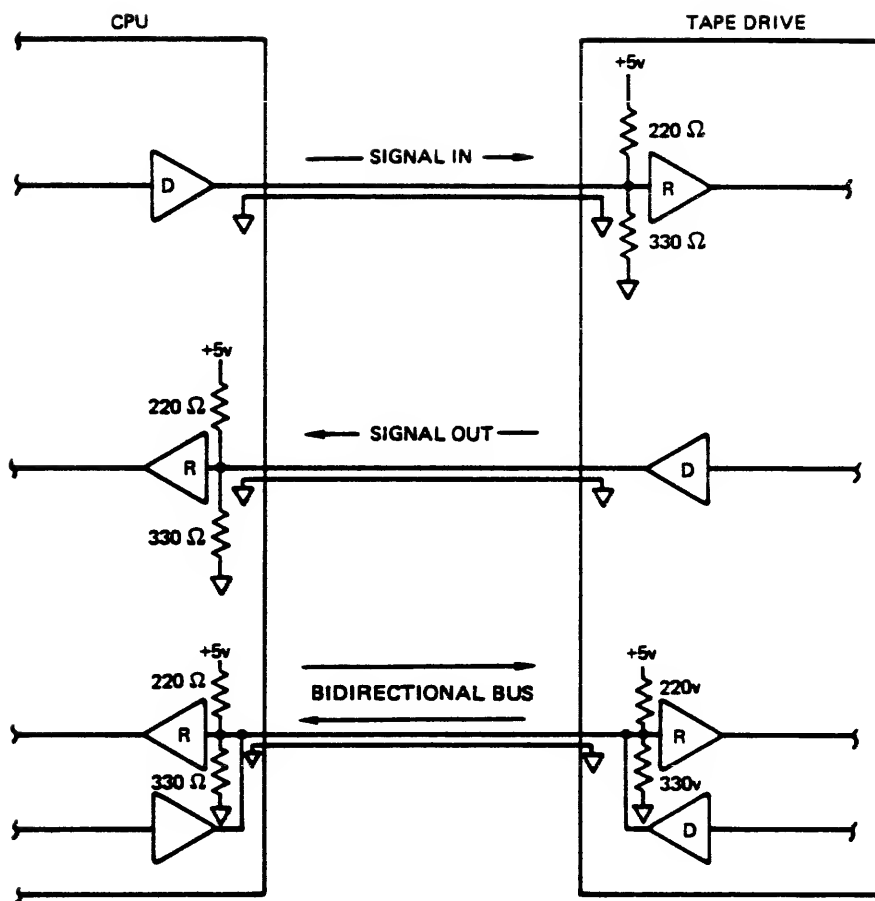 CPU
TAPE DRIVE
+5v
220 Ω
SIGNAL IN
D
R
330 Ω
+5v
220 Ω
SIGNAL OUT
R
D
330 Ω
+5v
+5v
220 Ω
220v
BIDIRECTIONAL BUS
R
R
330 Ω
330v
D